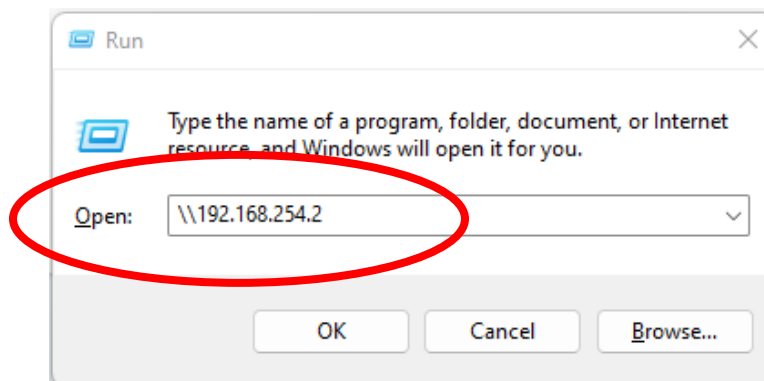 Run
Type the name of a program, folder, document, or Internet
resource, and Windows will open it for you.
Open: \\192.168.254.2
OK Cancel Browse...